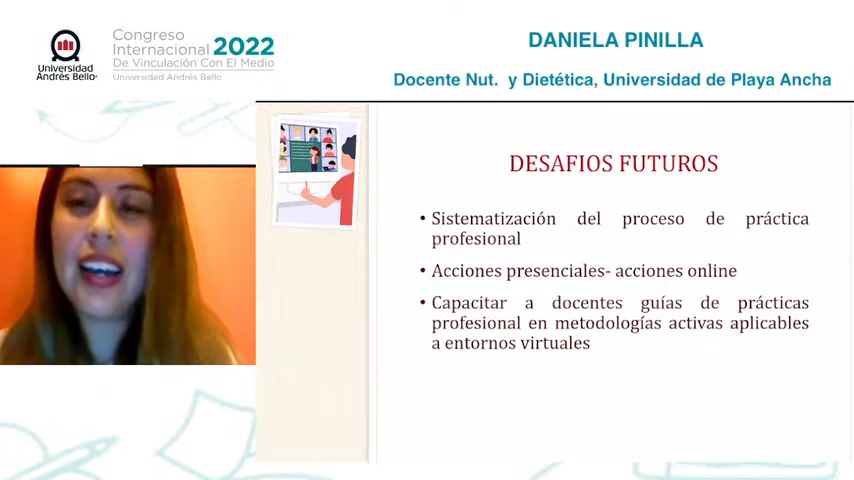 Universidad
Andrés Bello
Congreso
Internacional 2022
De Vinculación Con El Medio
Universidad Andrés Bello
DANIELA PINILLA
Docente Nut.  y Dietética, Universidad de Playa Ancha
DESAFIOS FUTUROS
• Sistematización del proceso de práctica
profesional
• Acciones presenciales- acciones online
• Capacitar a docentes guías de prácticas
profesional en metodologías activas aplicables
a entornos virtuales